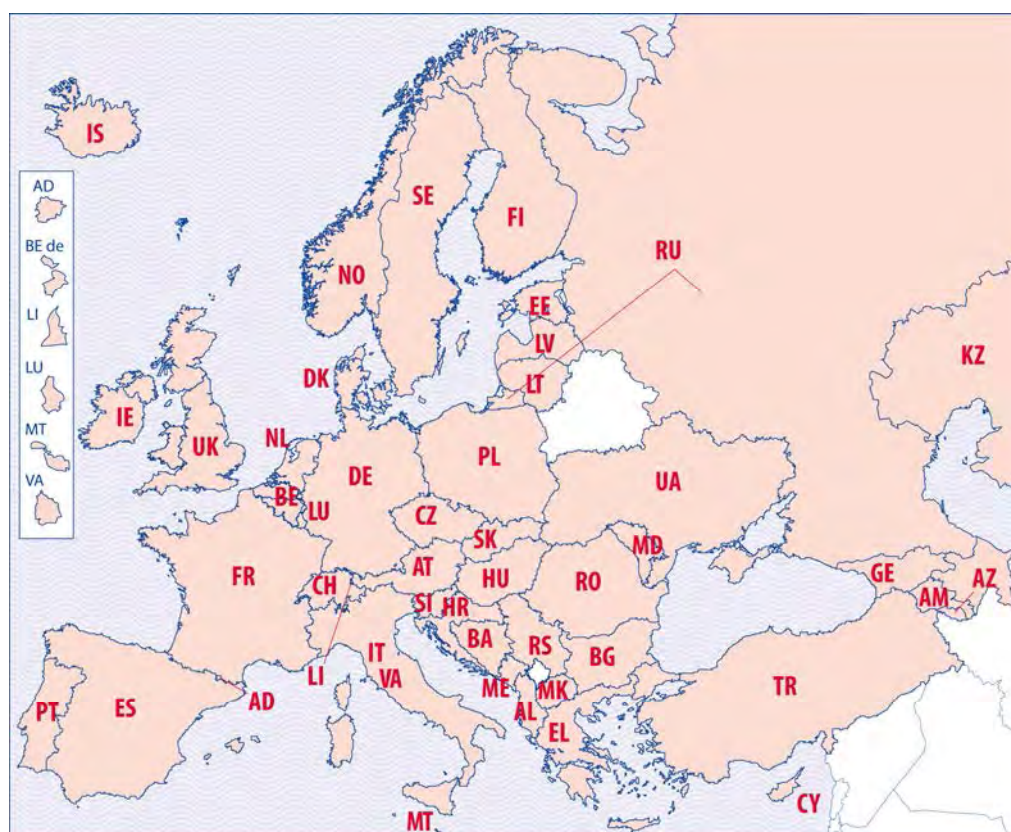 IS
AD
BE de
LI
LU
MT
VA
SE
FI
NO
RU
EE
LV
LT
KZ
DK
IE
UK
NL
BE
LU
DE
PL
UA
CZ
SK
MD
FR
CH
AT
HU
RO
GE
AZ
AM
SI
HR
BA
RS
BG
IT
VA
LI
ME
MK
AL
EL
TR
PT
ES
AD
MT
CY